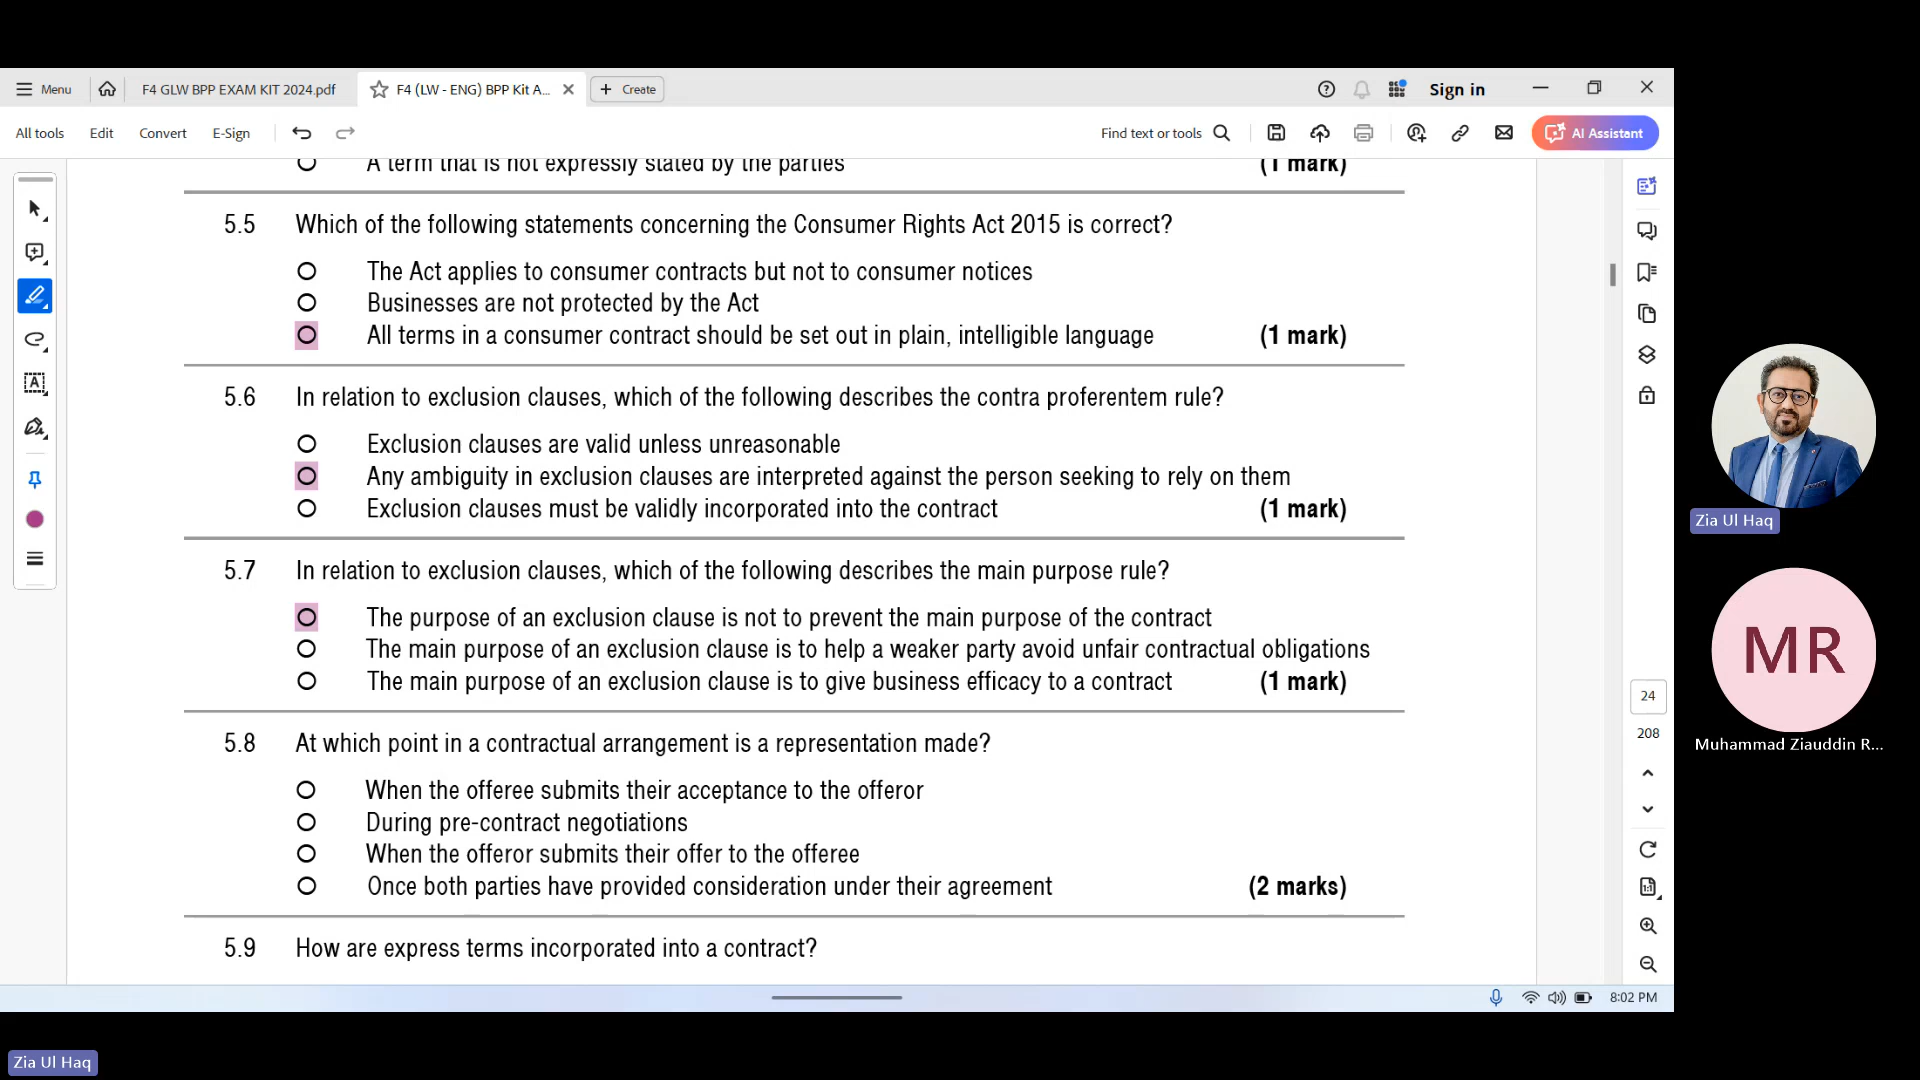 Menu
F4 GLW BPP EXAM KIT 2024.pdf
F4 (LW - ENG) BPP Kit A...
Create
Sign in
All tools
Edit
Convert
E-Sign
Find text or tools
AI Assistant
A term that is not expressly stated by the parties (1 mark)
5.5 Which of the following statements concerning the Consumer Rights Act 2015 is correct?
The Act applies to consumer contracts but not to consumer notices
Businesses are not protected by the Act
All terms in a consumer contract should be set out in plain, intelligible language (1 mark)
5.6 In relation to exclusion clauses, which of the following describes the contra proferentem rule?
Exclusion clauses are valid unless unreasonable
Any ambiguity in exclusion clauses are interpreted against the person seeking to rely on them
Exclusion clauses must be validly incorporated into the contract (1 mark)
5.7 In relation to exclusion clauses, which of the following describes the main purpose rule?
The purpose of an exclusion clause is not to prevent the main purpose of the contract
The main purpose of an exclusion clause is to help a weaker party avoid unfair contractual obligations
The main purpose of an exclusion clause is to give business efficacy to a contract (1 mark)
5.8 At which point in a contractual arrangement is a representation made?
When the offeree submits their acceptance to the offeror
During pre-contract negotiations
When the offeror submits their offer to the offeree
Once both parties have provided consideration under their agreement (2 marks)
5.9 How are express terms incorporated into a contract?
24
208
8:02 PM
Zia Ul Haq
MR
Muhammad Ziauddin R...
Zia Ul Haq